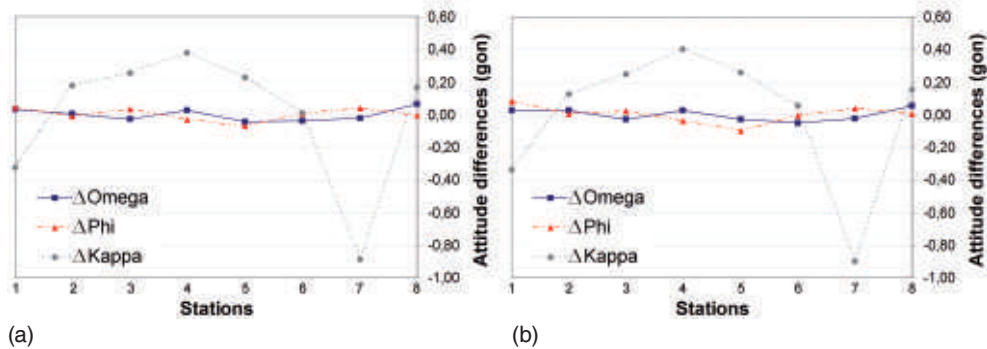 0,60
0,40
0,20
0,00
-0,20
-0,40
-0,60
-0,80
-1,00
Attitude differences (gon)
ΔOmega
ΔPhi
ΔKappa
1 2 3 4 5 6 7 8
Stations
(a)
0,60
0,40
0,20
0,00
-0,20
-0,40
-0,60
-0,80
-1,00
Attitude differences (gon)
ΔOmega
ΔPhi
ΔKappa
1 2 3 4 5 6 7 8
Stations
(b)